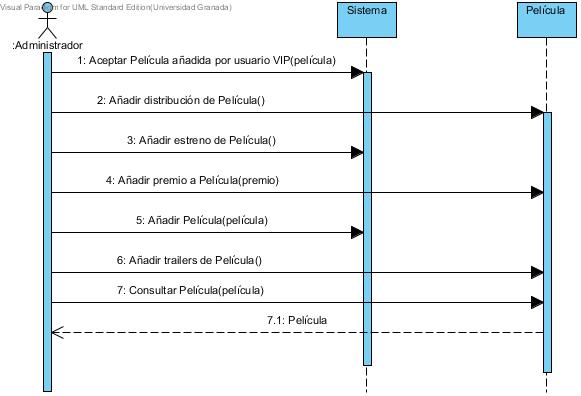 Visual Paradigm for UML Standard Edition(Universidad Granada)
Sistema
Película
:Administrador
1: Aceptar Película añadida por usuario VIP(película)
2: Añadir distribución de Película()
3: Añadir estreno de Película()
4: Añadir premio a Película(premio)
5: Añadir Película(película)
6: Añadir trailers de Película()
7: Consultar Película(película)
7.1: Película